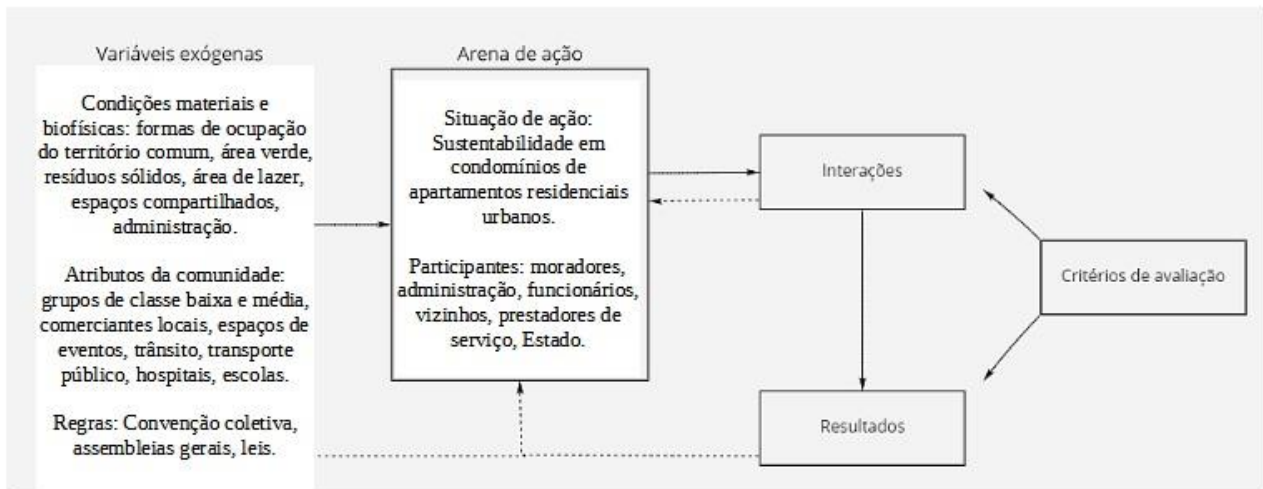 Variáveis exógenas
Condições materiais e
biofísicas: formas de ocupação
do território comum, área verde,
resíduos sólidos, área de lazer,
espaços compartilhados,
administração.
Atributos da comunidade:
grupos de classe baixa e média,
comerciantes locais, espaços de
eventos, trânsito, transporte
público, hospitais, escolas.
Regras: Convenção coletiva,
assembleias gerais, leis.
Arena de ação
Situação de ação:
Sustentabilidade em
condomínios de
apartamentos residenciais
urbanos.
Participantes: moradores,
administração, funcionários,
vizinhos, prestadores de
serviço, Estado.
Interações
Critérios de avaliação
Resultados